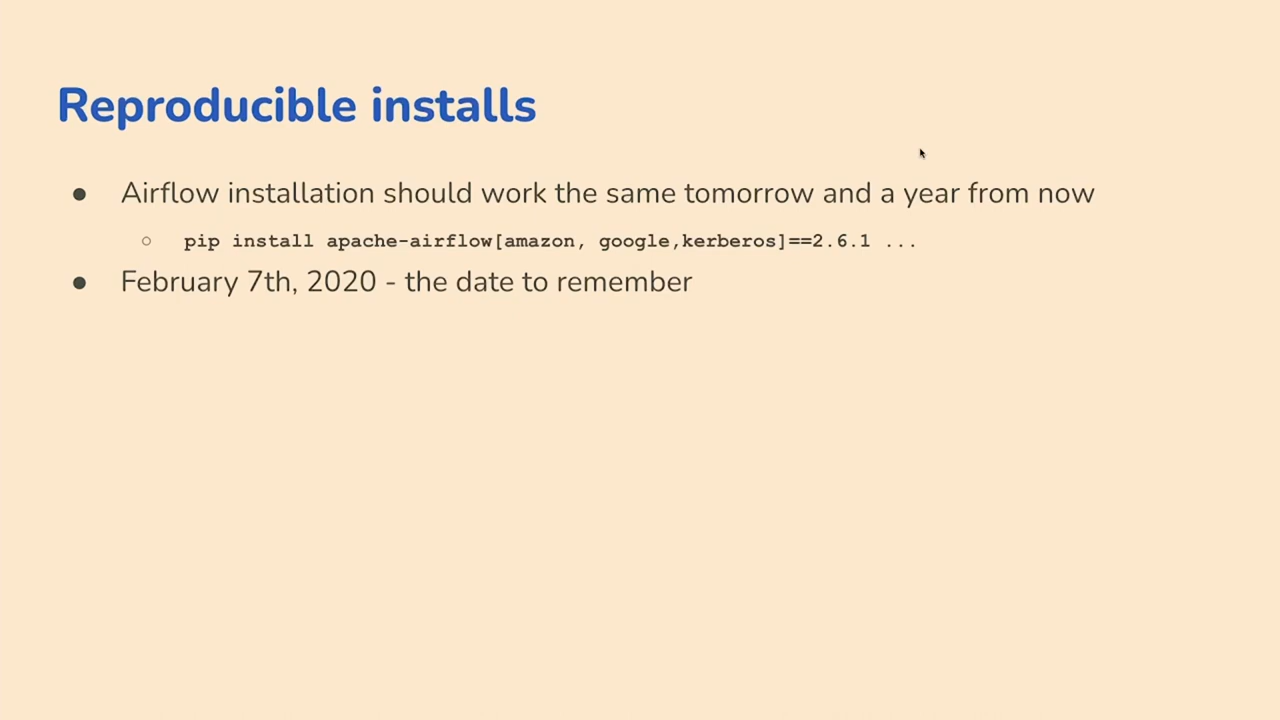 Reproducible installs
● Airflow installation should work the same tomorrow and a year from now
○ pip install apache-airflow[amazon, google,kerberos]==2.6.1 ...
● February 7th, 2020 - the date to remember